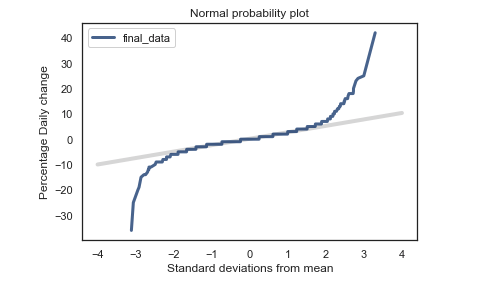 Normal probability plot
final_data
Percentage Daily change
40
30
20
10
0
−10
−20
−30
−4 −3 −2 −1 0 1 2 3 4
Standard deviations from mean